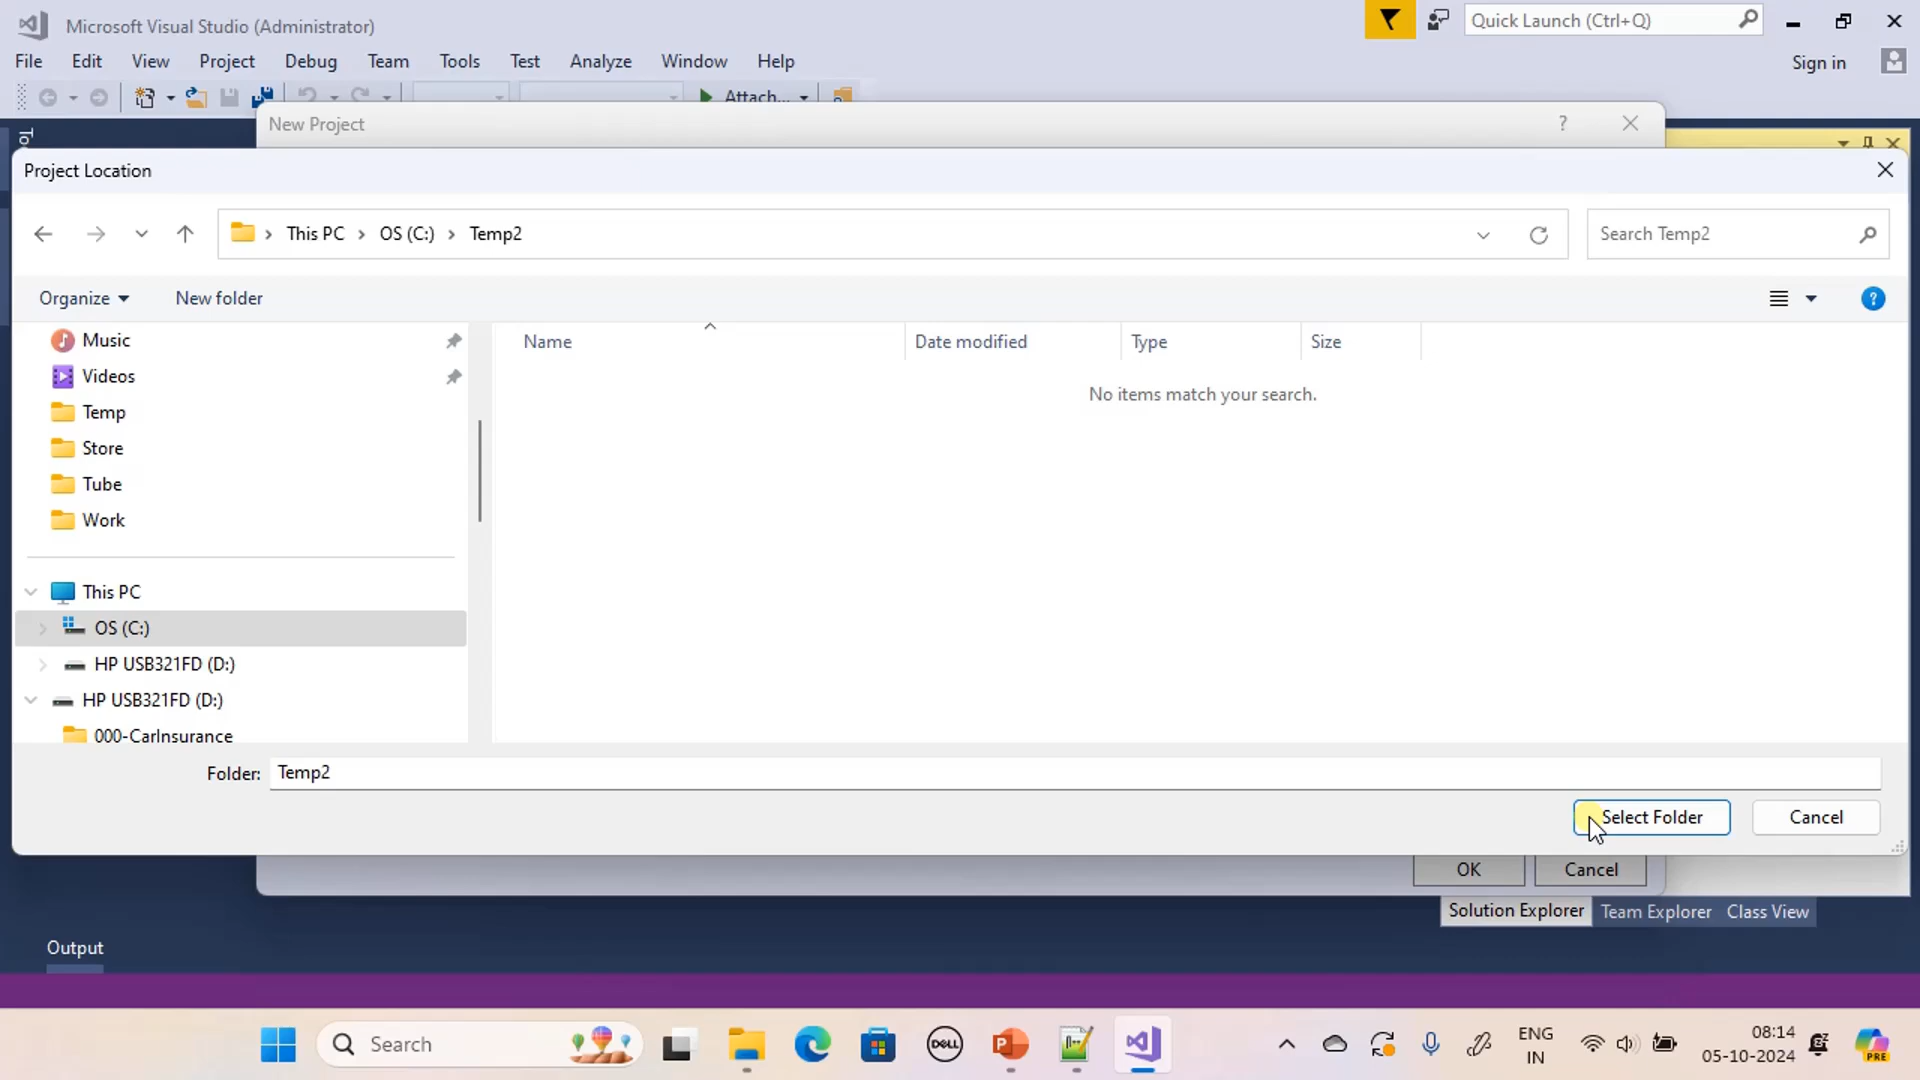 Microsoft Visual Studio (Administrator)
Quick Launch (Ctrl+Q)
File Edit View Project Debug Team Tools Test Analyze Window Help
Sign in
Attach...
New Project
Project Location
This PC > OS (C:) > Temp2
Search Temp2
Organize New folder
Name Date modified Type Size
No items match your search.
Music
Videos
Temp
Store
Tube
Work
This PC
OS (C:)
HP USB321FD (D:)
HP USB321FD (D:)
000-CarInsurance
Folder: Temp2
Select Folder Cancel
OK Cancel
Solution Explorer Team Explorer Class View
Output
Search
DELL
PRE
ENG
IN
08:14
05-10-2024